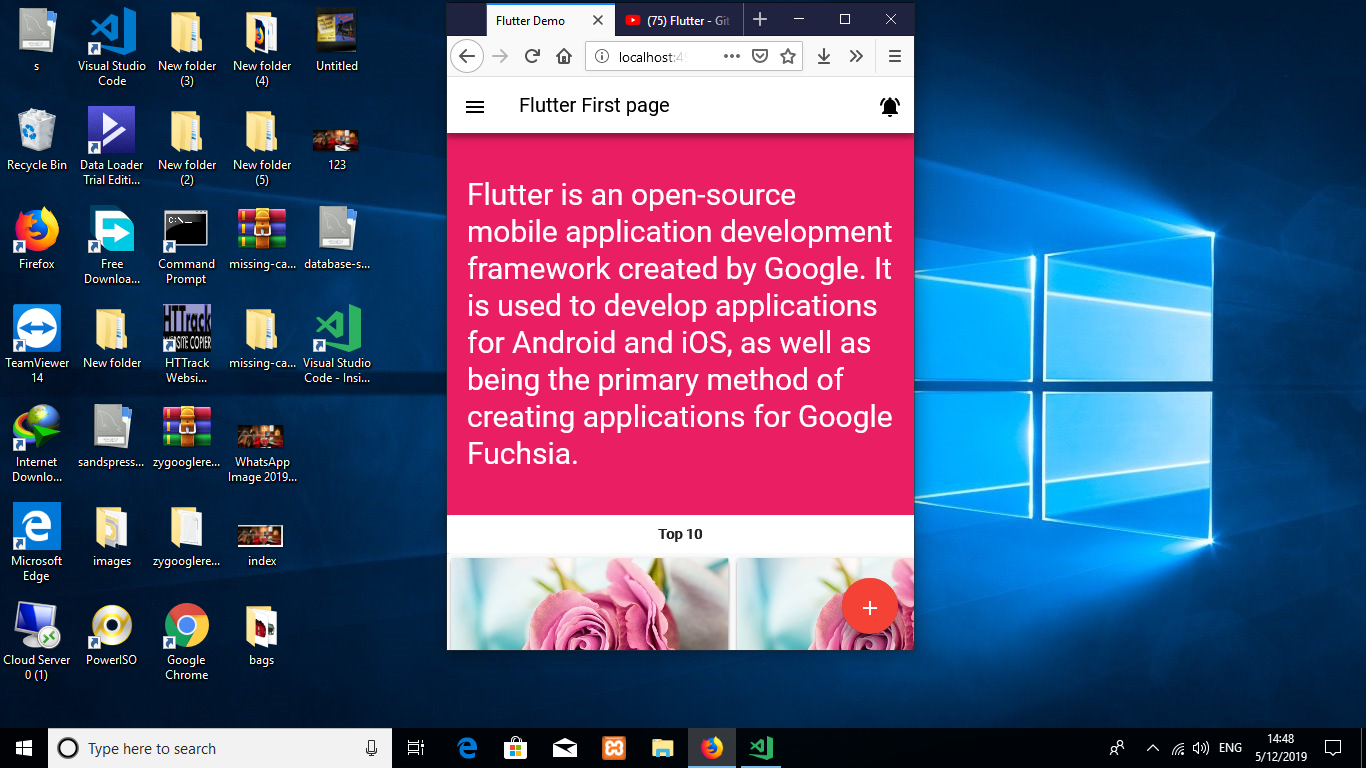 s
Visual Studio
Code
New folder
(3)
New folder
(4)
Untitled
Recycle Bin
Data Loader
Trial Editi...
New folder
(2)
New folder
(5)
123
Firefox
Free
Downloa...
C:\_
Command
Prompt
missing-ca...
database-s...
TeamViewer
14
New folder
HTTrack
WEBSITE COPIER
HTTrack
Websi...
missing-ca...
Visual Studio
Code - Insi...
Internet
Downlo...
sandspress...
zygooglere...
WhatsApp
Image 2019...
Microsoft
Edge
images
zygooglere...
index
Cloud Server
0 (1)
PowerISO
Google
Chrome
bags
Flutter Demo
(75) Flutter - Git
localhost:49
Flutter First page
Flutter is an open-source
mobile application development
framework created by Google. It
is used to develop applications
for Android and iOS, as well as
being the primary method of
creating applications for Google
Fuchsia.
Top 10
+
Type here to search
ENG
14:48
5/12/2019